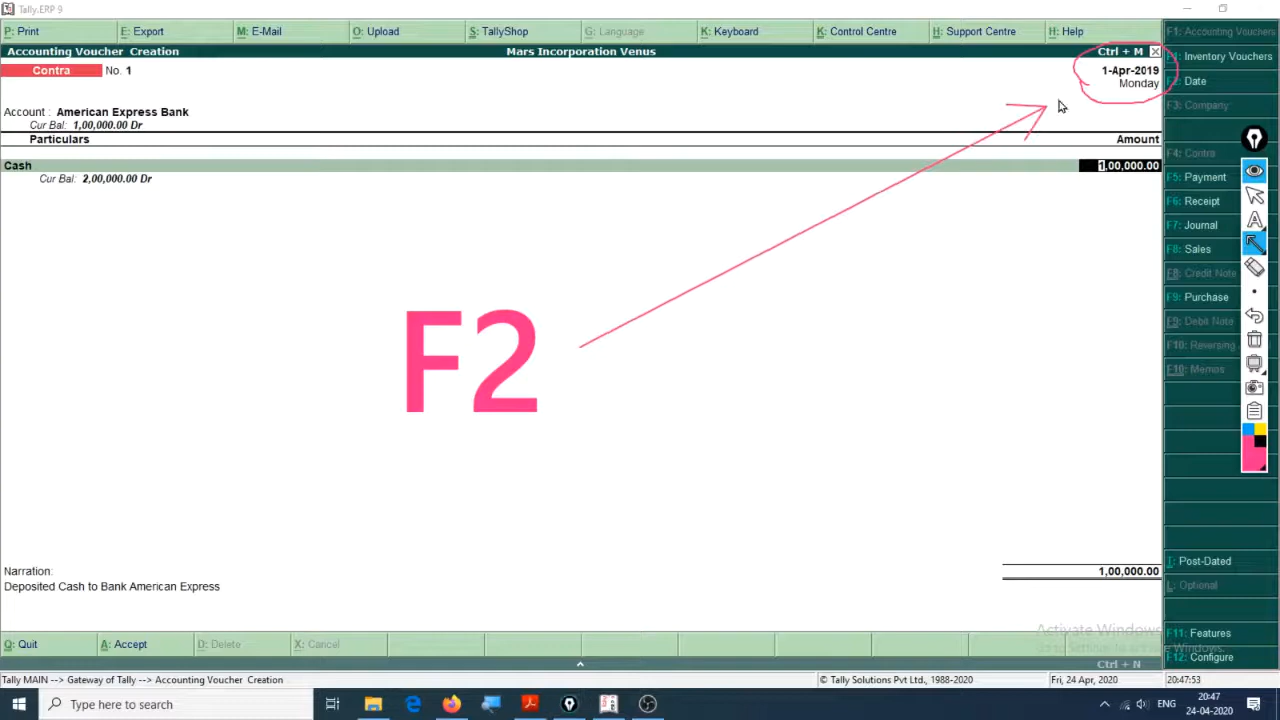 Tally.ERP 9
P: Print
E: Export
M: E-Mail
O: Upload
S: TallyShop
G: Language
K: Keyboard
K: Control Centre
H: Support Centre
H: Help
F1: Accounting Vouchers
Accounting Voucher Creation
Mars Incorporation Venus
Ctrl + M
F1: Inventory Vouchers
Contra
No. 1
1-Apr-2019
F2: Date
Monday
F3: Company
Account : American Express Bank
Cur Bal: 1,00,000.00 Dr
Particulars
Amount
F4: Contra
Cash
1,00,000.00
Cur Bal: 2,00,000.00 Dr
F5: Payment
F6: Receipt
F7: Journal
F8: Sales
F8: Credit Note
F9: Purchase
F9: Debit Note
F10: Reversing
F10: Memos
F2
Narration:
1,00,000.00
Deposited Cash to Bank American Express
T: Post-Dated
L: Optional
Q: Quit
A: Accept
D: Delete
X: Cancel
Activate Windows
F11: Features
F12: Configure
Ctrl + N
Tally MAIN --> Gateway of Tally --> Accounting Voucher Creation
© Tally Solutions Pvt Ltd., 1988-2020
Fri, 24 Apr, 2020
20:47:53
Type here to search
ENG
20:47
24-04-2020